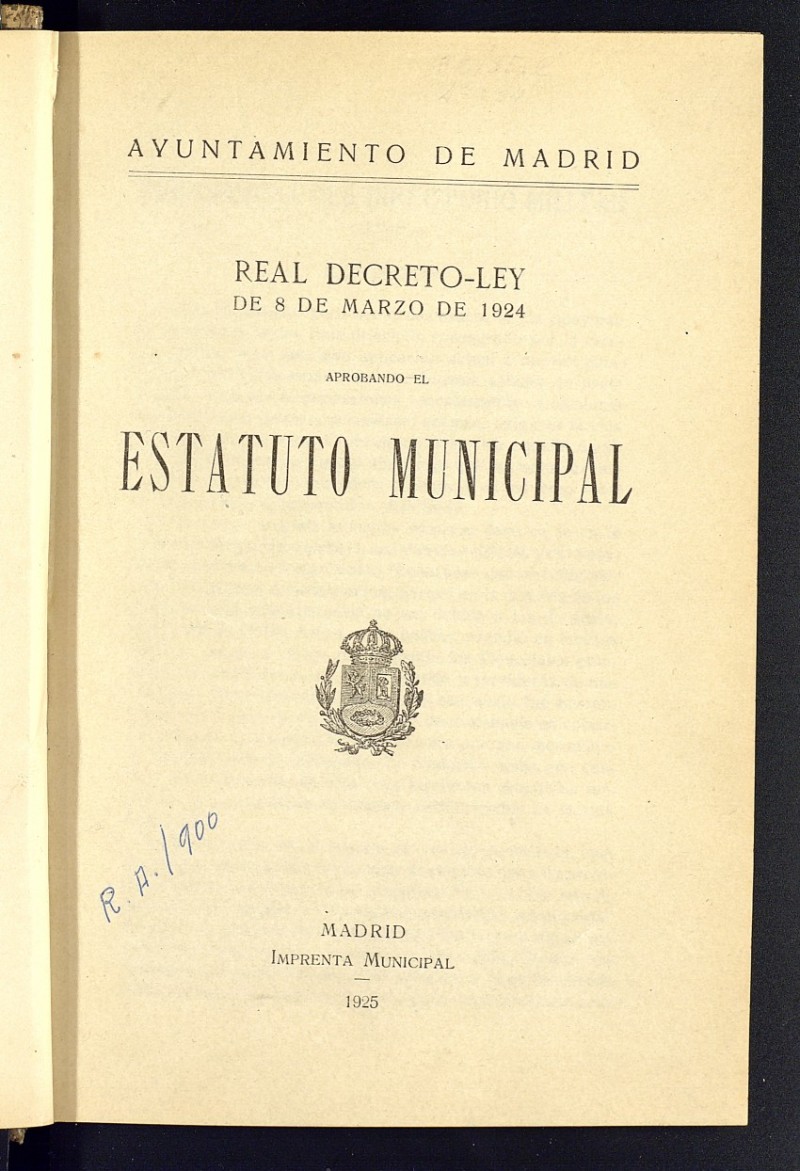 AYUNTAMIENTO DE MADRID
REAL DECRETO-LEY
DE 8 DE MARZO DE 1924
APROBANDO EL
ESTATUTO MUNICIPAL
R. A. / 900
MADRID
IMPRENTA MUNICIPAL
1925